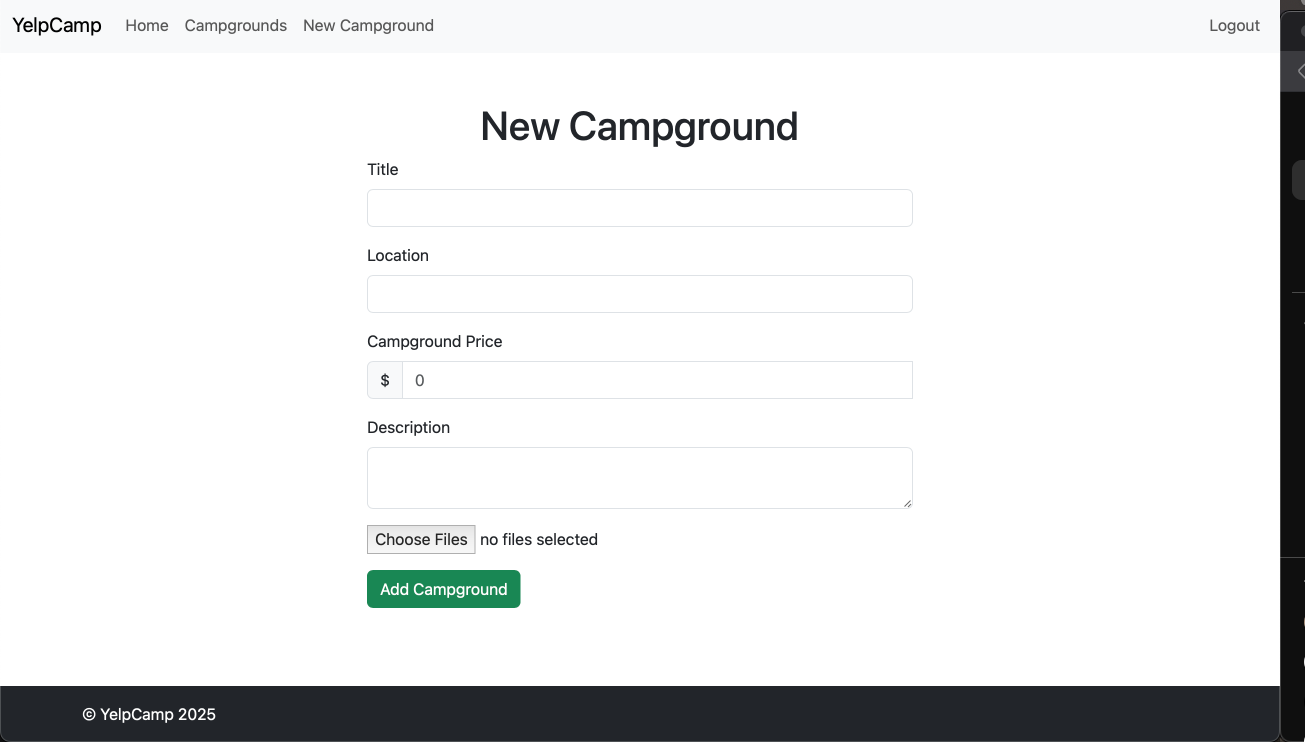 YelpCamp Home Campgrounds New Campground Logout
New Campground
Title
Location
Campground Price
$ 0
Description
Choose Files no files selected
Add Campground
© YelpCamp 2025